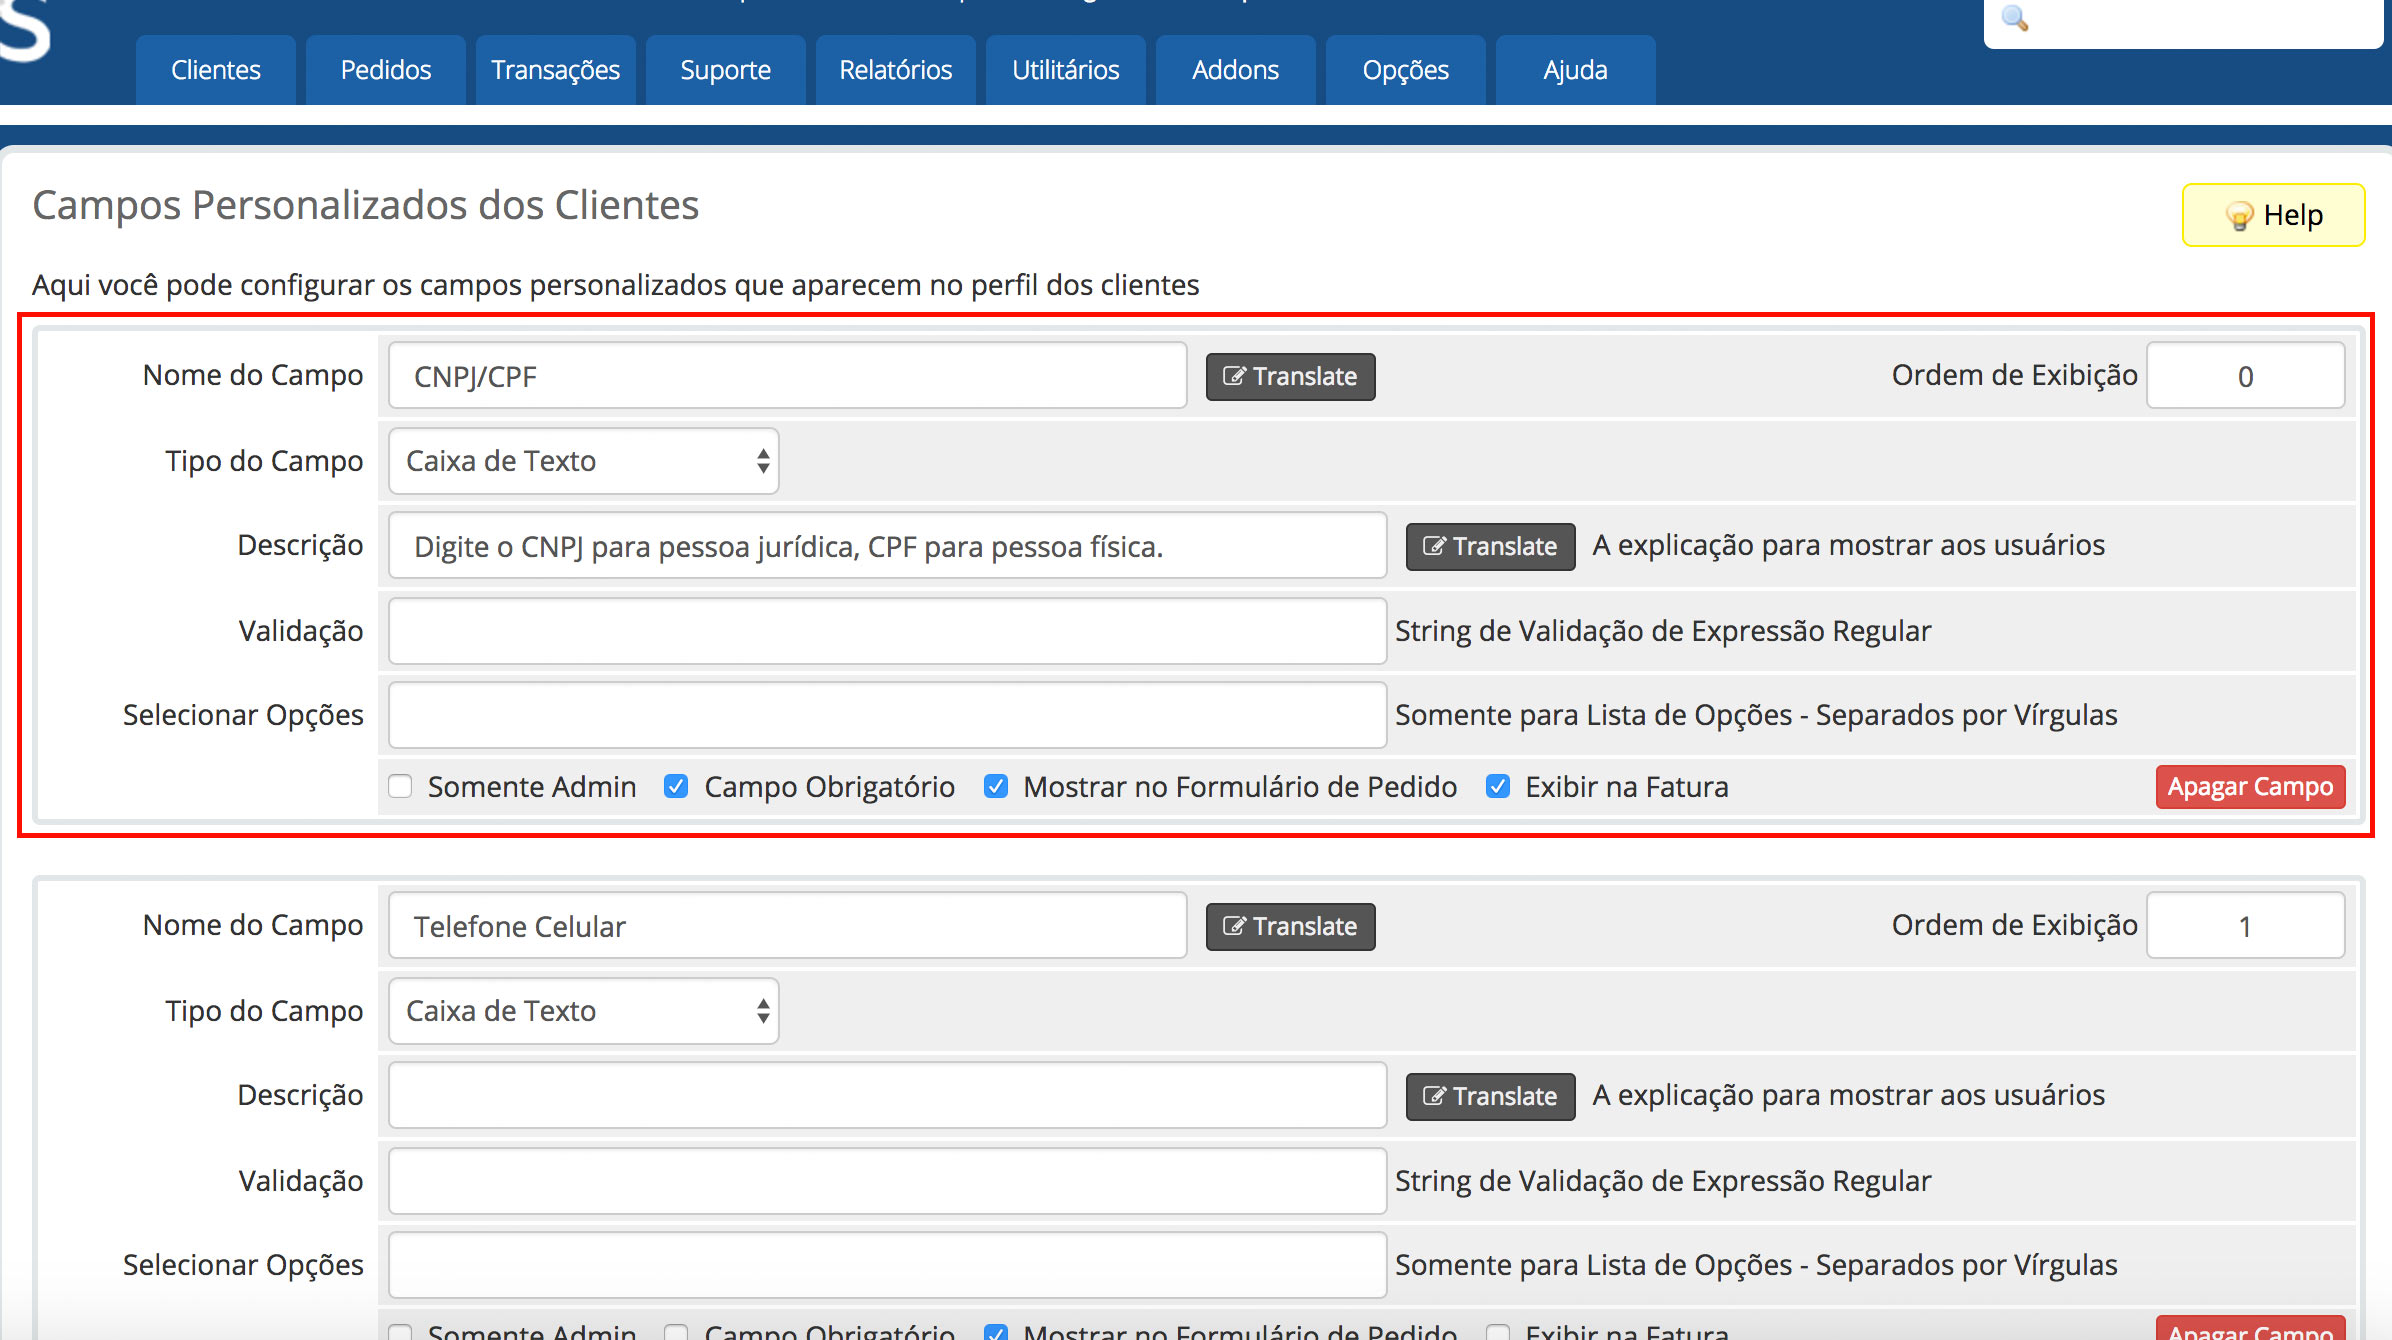 S
Clientes Pedidos Transações Suporte Relatórios Utilitários Addons Opções Ajuda
Campos Personalizados dos Clientes
Help
Aqui você pode configurar os campos personalizados que aparecem no perfil dos clientes
Nome do Campo CNPJ/CPF Translate Ordem de Exibição 0
Tipo do Campo Caixa de Texto
Descrição Digite o CNPJ para pessoa jurídica, CPF para pessoa física. Translate A explicação para mostrar aos usuários
Validação String de Validação de Expressão Regular
Selecionar Opções Somente para Lista de Opções - Separados por Vírgulas
Somente Admin Campo Obrigatório Mostrar no Formulário de Pedido Exibir na Fatura Apagar Campo
Nome do Campo Telefone Celular Translate Ordem de Exibição 1
Tipo do Campo Caixa de Texto
Descrição Translate A explicação para mostrar aos usuários
Validação String de Validação de Expressão Regular
Selecionar Opções Somente para Lista de Opções - Separados por Vírgulas
Somente Admin Campo Obrigatório Mostrar no Formulário de Pedido Exibir na Fatura Apagar Campo